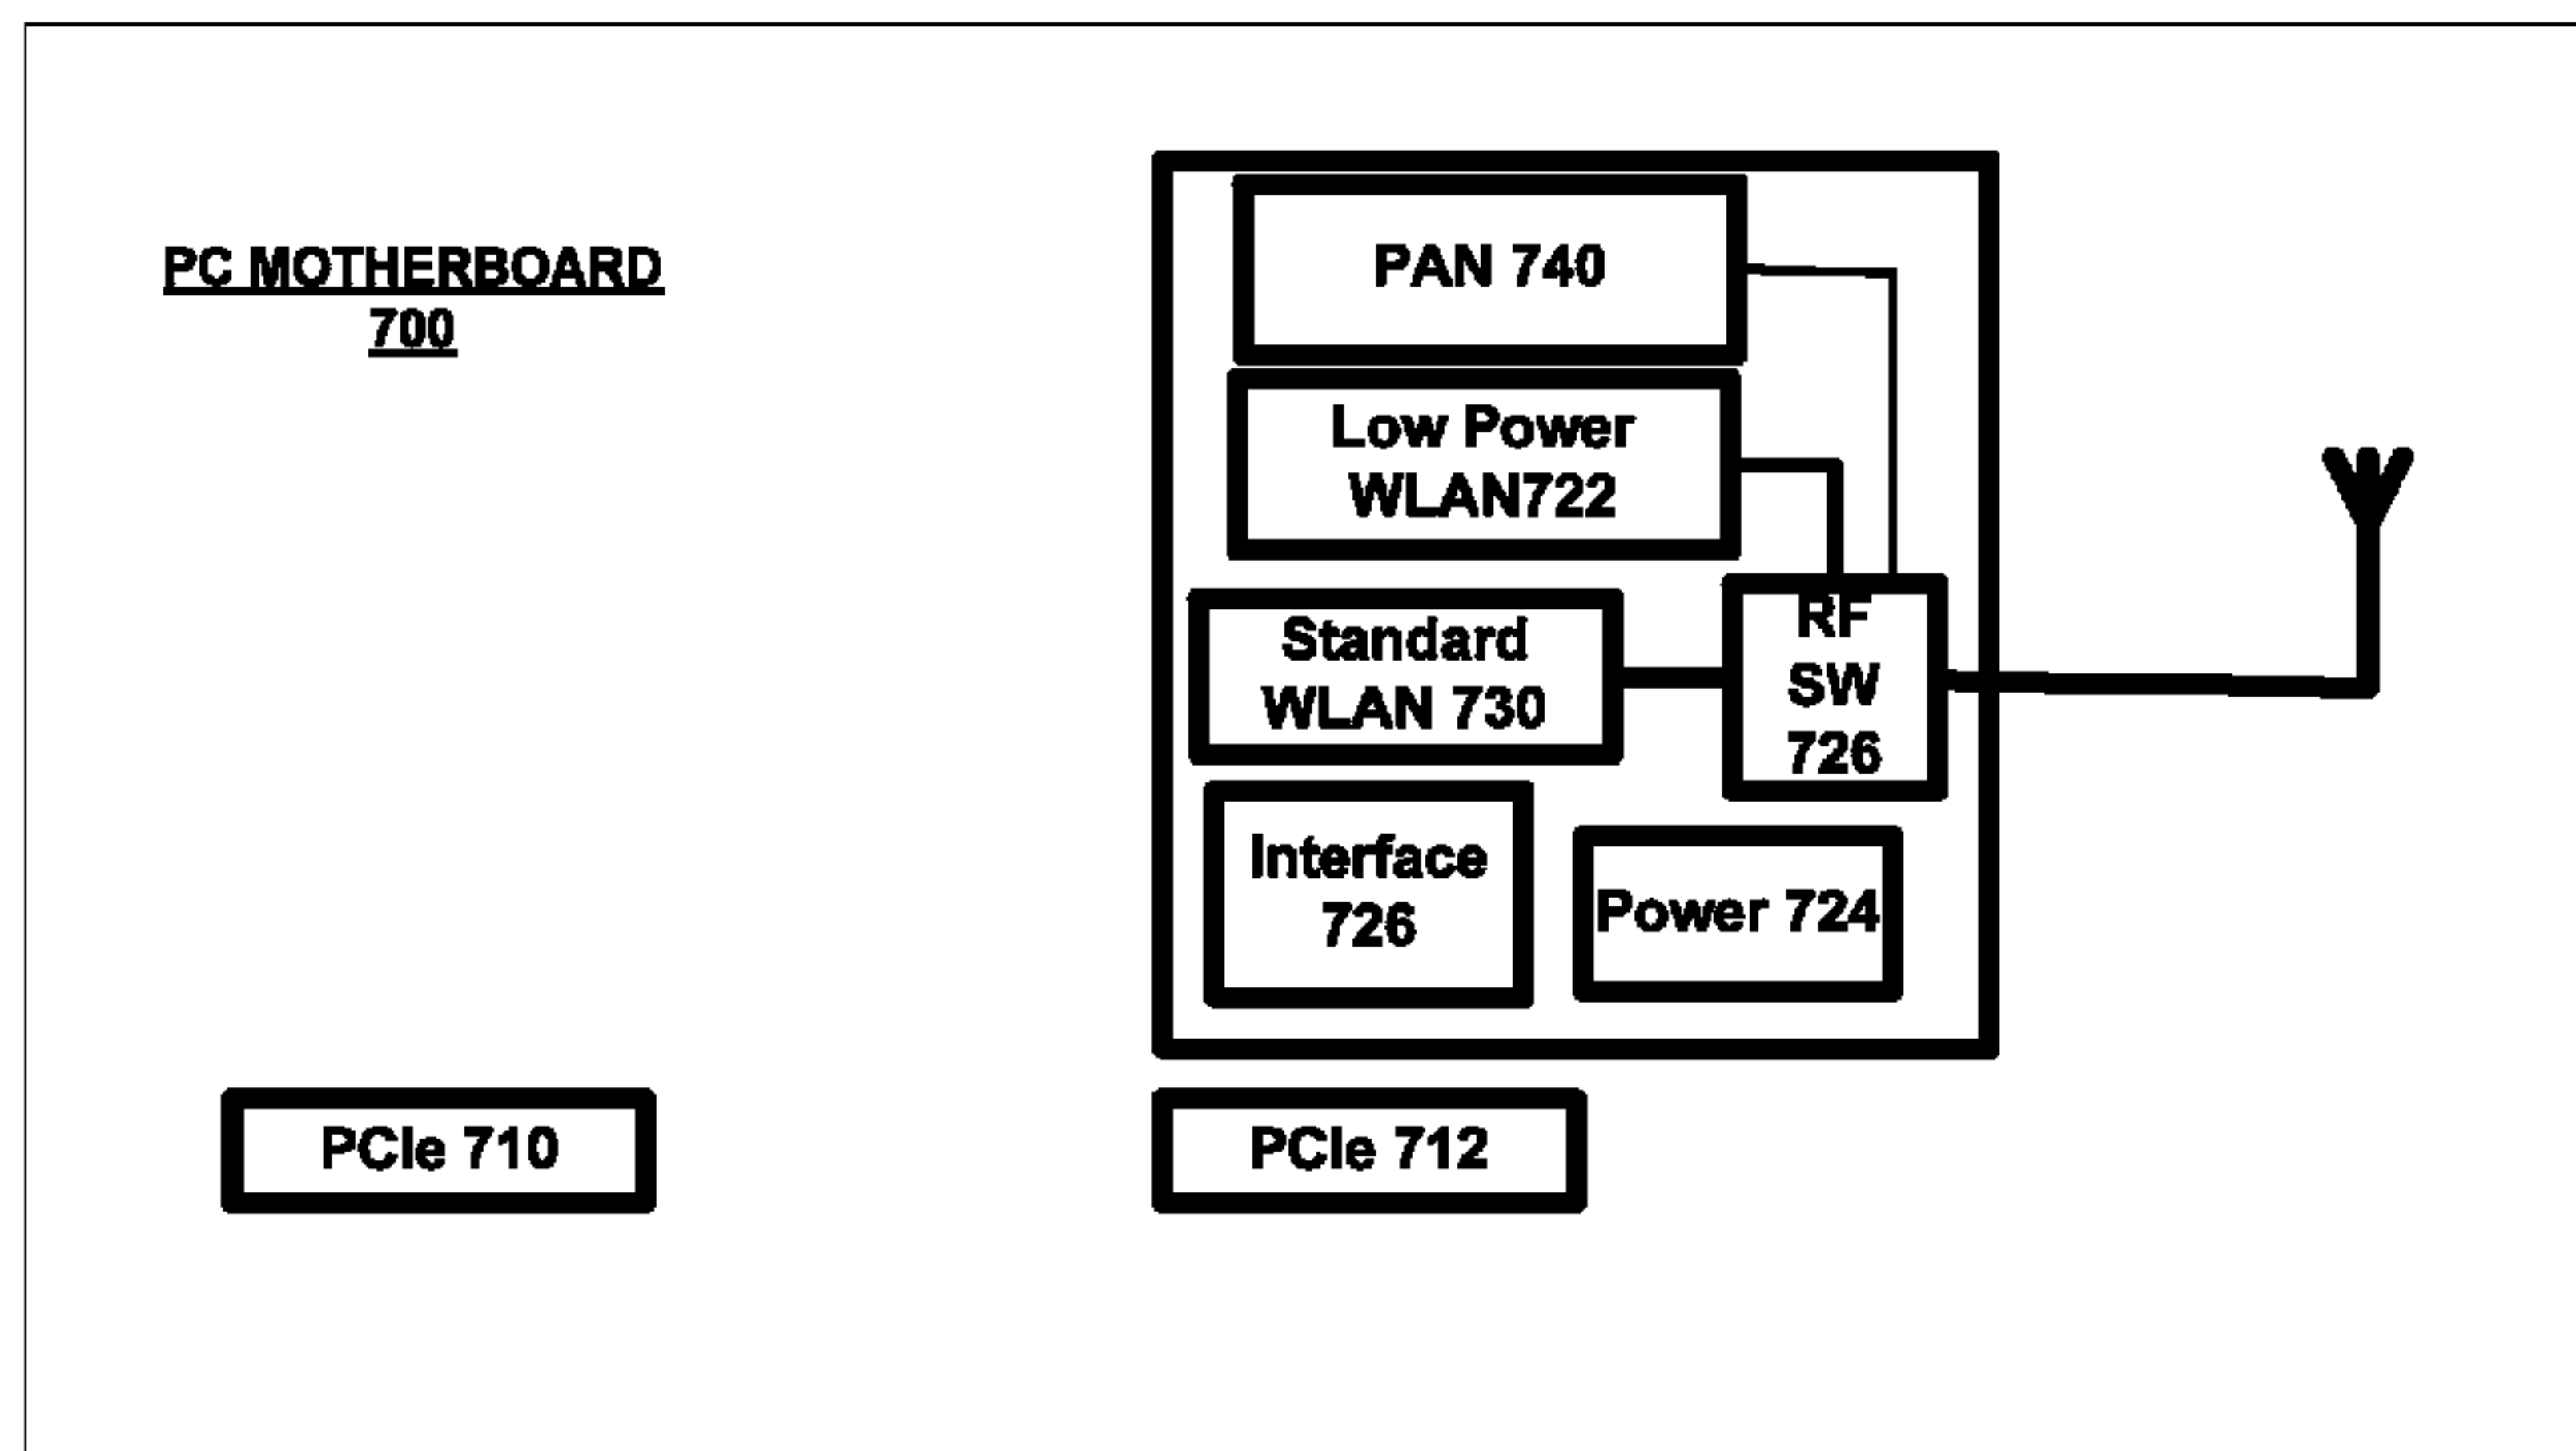 PC MOTHERBOARD
700
PAN 740
Low Power
WLAN722
Standard
WLAN 730
RF
SW
726
Interface
726
Power 724
PCIe 710
PCIe 712